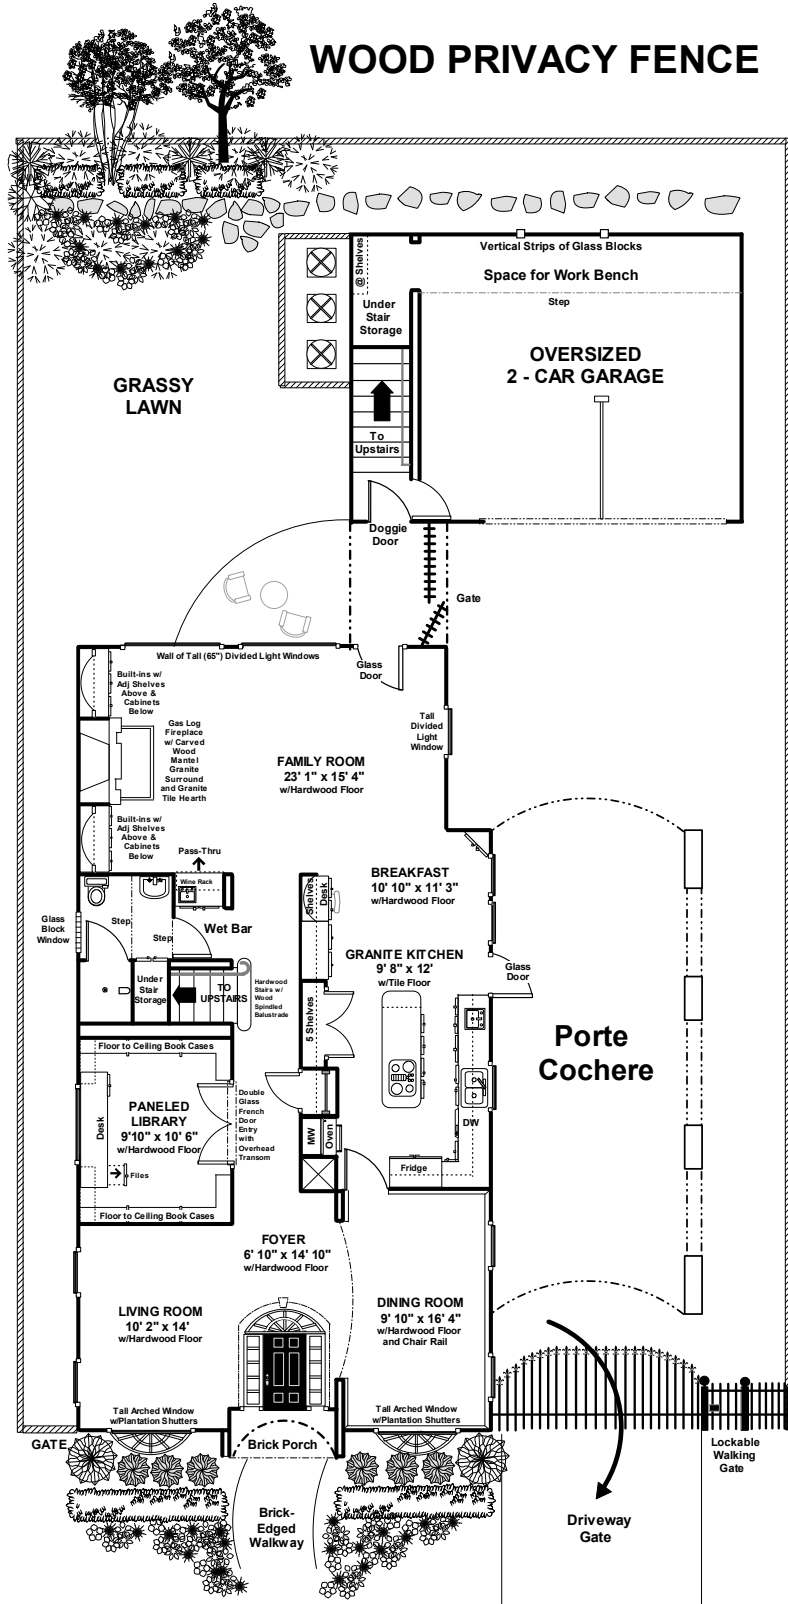 WOOD PRIVACY FENCE
Vertical Strips of Glass Blocks
@ Shelves
Space for Work Bench
Step
Under
Stair
Storage
OVERSIZED
2 - CAR GARAGE
GRASSY
LAWN
To
Upstairs
Doggie
Door
Gate
Wall of Tall (65") Divided Light Windows
Glass
Door
Built-ins w/
Adj Shelves
Above &
Cabinets
Below
Tall
Divided
Light
Window
Gas Log
Fireplace
w/ Carved
Wood
Mantel
Granite
Surround
and Granite
Tile Hearth
FAMILY ROOM
23' 1" x 15' 4"
w/Hardwood Floor
Built-ins w/
Adj Shelves
Above &
Cabinets
Below
Pass-Thru
Wine Rack
BREAKFAST
10' 10" x 11' 3"
w/Hardwood Floor
Shelves
Desk
Glass
Block
Window
Step
Step
Wet Bar
GRANITE KITCHEN
9' 8" x 12'
w/Tile Floor
Glass
Door
Under
Stair
Storage
TO
UPSTAIRS
Hardwood
Stairs w/
Wood
Spindled
Balustrade
5 Shelves
Porte
Cochere
Floor to Ceiling Book Cases
Double
Glass
French
Door
Entry
with
Overhead
Transom
PANELED
LIBRARY
9'10" x 10' 6"
w/Hardwood Floor
Desk
Files
MW
Oven
DW
Fridge
Floor to Ceiling Book Cases
FOYER
6' 10" x 14' 10"
w/Hardwood Floor
LIVING ROOM
10' 2" x 14'
w/Hardwood Floor
DINING ROOM
9' 10" x 16' 4"
w/Hardwood Floor
and Chair Rail
Tall Arched Window
w/Plantation Shutters
Tall Arched Window
w/Plantation Shutters
GATE
Brick Porch
Lockable
Walking
Gate
Brick-
Edged
Walkway
Driveway
Gate